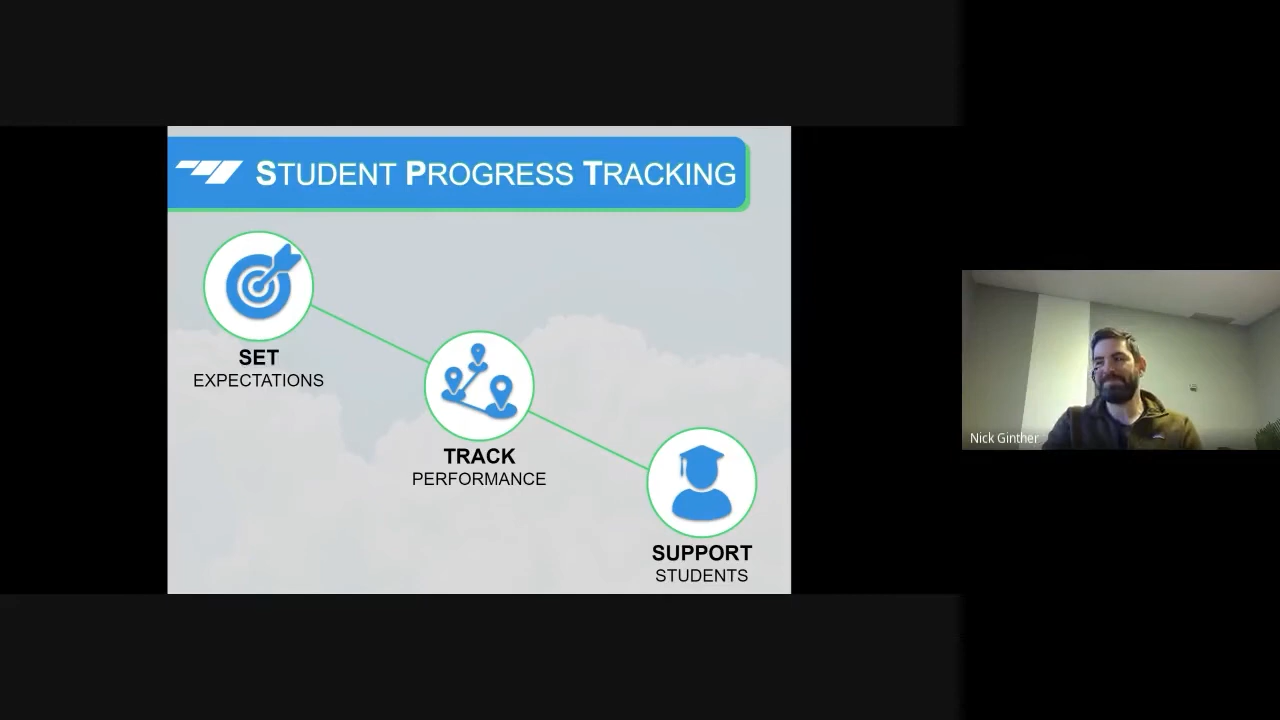 STUDENT PROGRESS TRACKING
SET
EXPECTATIONS
TRACK
PERFORMANCE
SUPPORT
STUDENTS
Nick Ginther